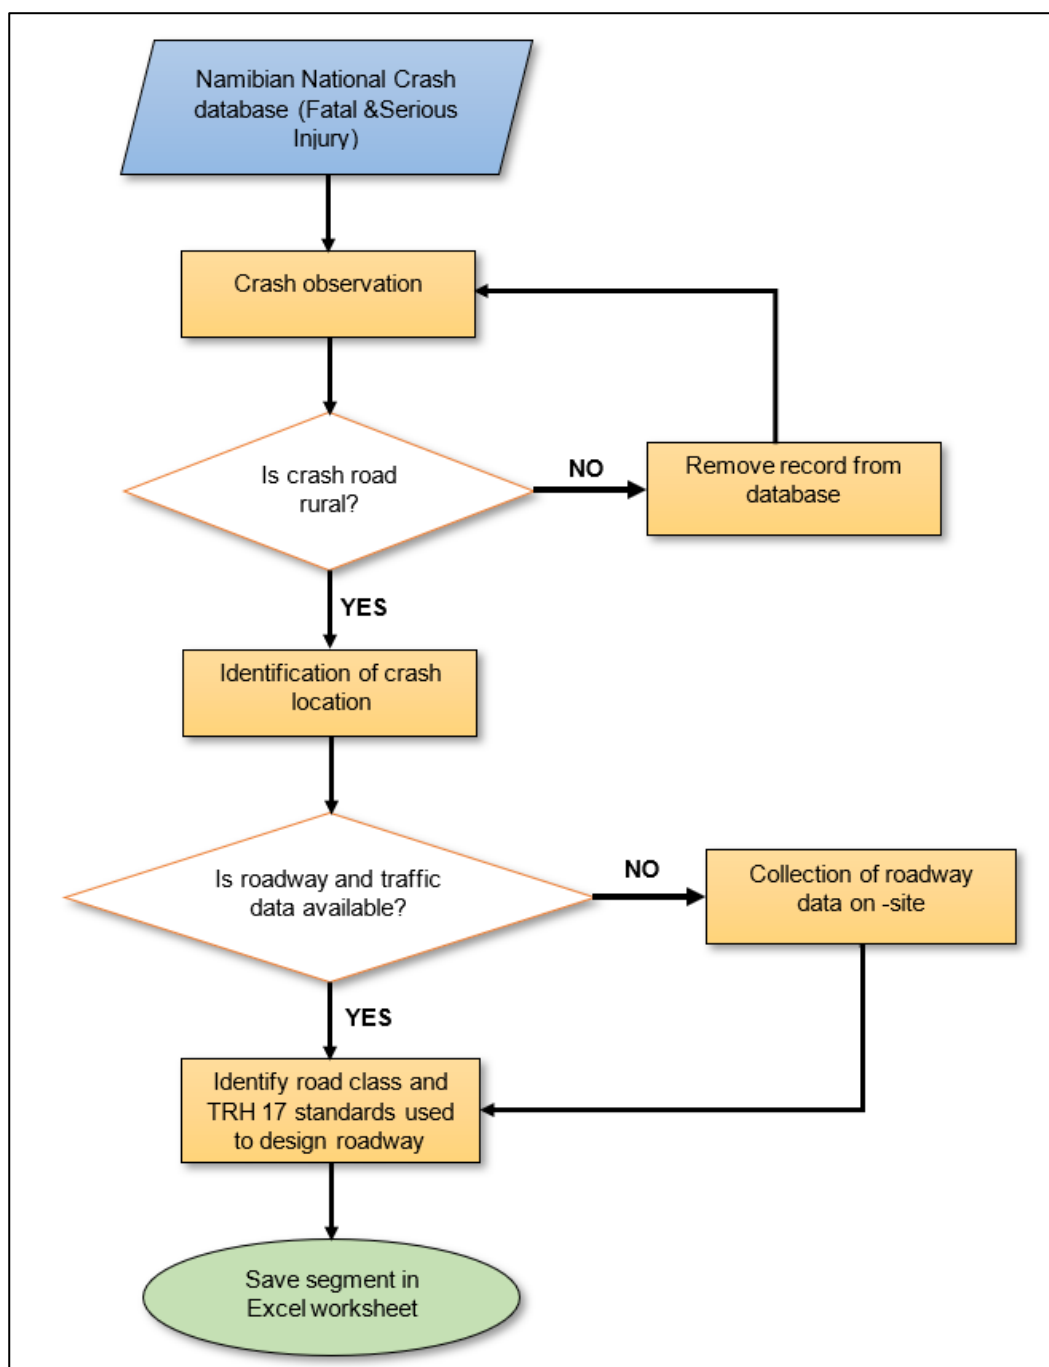 Namibian National Crash
database (Fatal &Serious
Injury)
Crash observation
Is crash road
rural?
NO
Remove record from
database
YES
Identification of crash
location
Is roadway and traffic
data available?
NO
Collection of roadway
data on -site
YES
Identify road class and
TRH 17 standards used
to design roadway
Save segment in
Excel worksheet